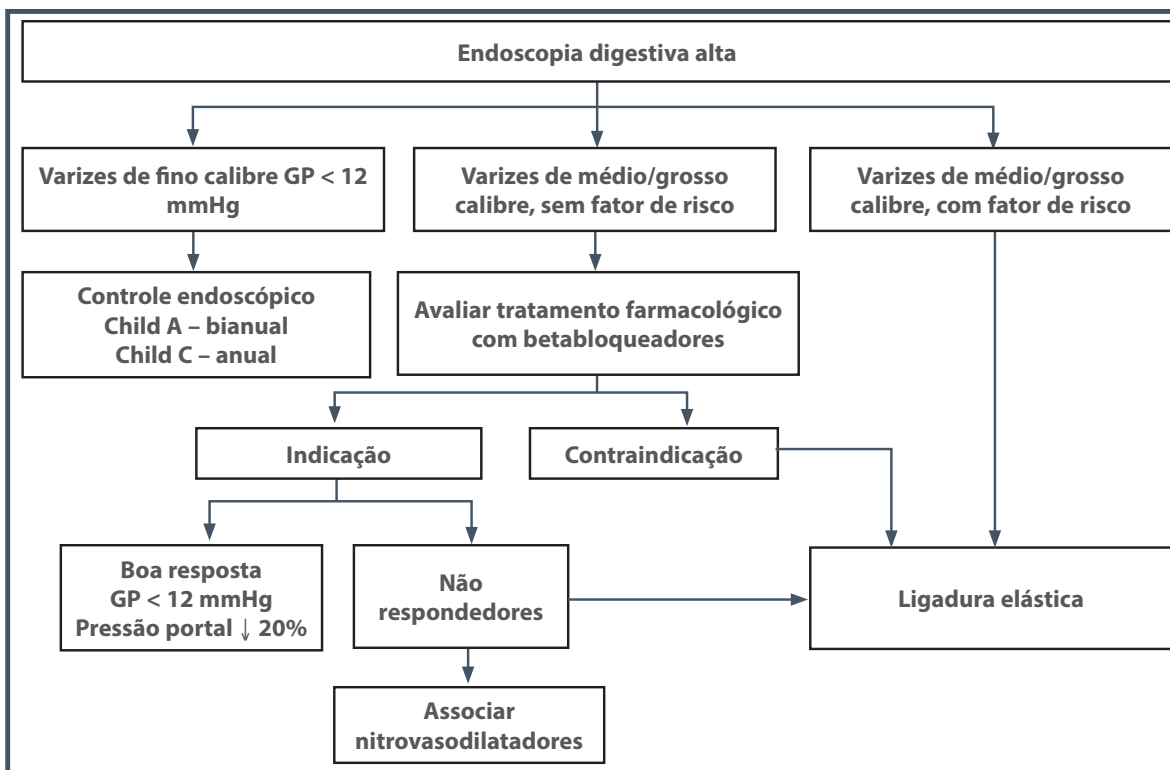 Endoscopia digestiva alta
Varizes de fino calibre GP < 12
mmHg
Varizes de médio/grosso
calibre, sem fator de risco
Varizes de médio/grosso
calibre, com fator de risco
Controle endoscópico
Child A – bianual
Child C – anual
Avaliar tratamento farmacológico
com betabloqueadores
Indicação
Contraindicação
Boa resposta
GP < 12 mmHg
Pressão portal ↓ 20%
Não
respondedores
Ligadura elástica
Associar
nitrovasodilatadores